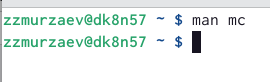 zzmurzaev@dk8n57 ~ $ man mc
zzmurzaev@dk8n57 ~ $